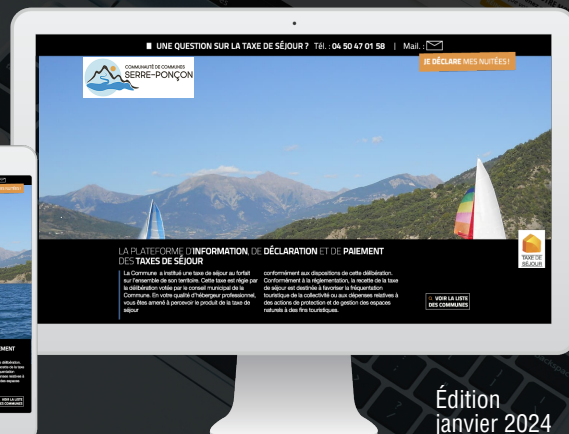 UNE QUESTION SUR LA TAXE DE SÉJOUR ? Tél. : 04 50 47 01 58 | Mail. :
JE DÉCLARE MES NUITÉES !
COMMUNAUTÉ DE COMMUNES
SERRE-PONÇON
LA PLATEFORME D'INFORMATION, DE DÉCLARATION ET DE PAIEMENT
DES TAXES DE SÉJOUR
La Commune a institué une taxe de séjour au forfait
sur l'ensemble de son territoire. Cette taxe est régie par
la délibération votée par le conseil municipal de la
Commune. En votre qualité d'hébergeur professionnel,
vous êtes amené à percevoir le produit de la taxe de
séjour
conformément aux dispositions de cette délibération.
Conformément à la réglementation, la recette de la taxe
de séjour est destinée à favoriser la fréquentation
touristique de la collectivité ou aux dépenses relatives à
des actions de protection et de gestion des espaces
naturels à des fins touristiques.
TAXE DE
SÉJOUR
VOIR LA LISTE
DES COMMUNES
EMENT
VOIR LA LISTE
DES COMMUNES
Backspace
Édition
janvier 2024